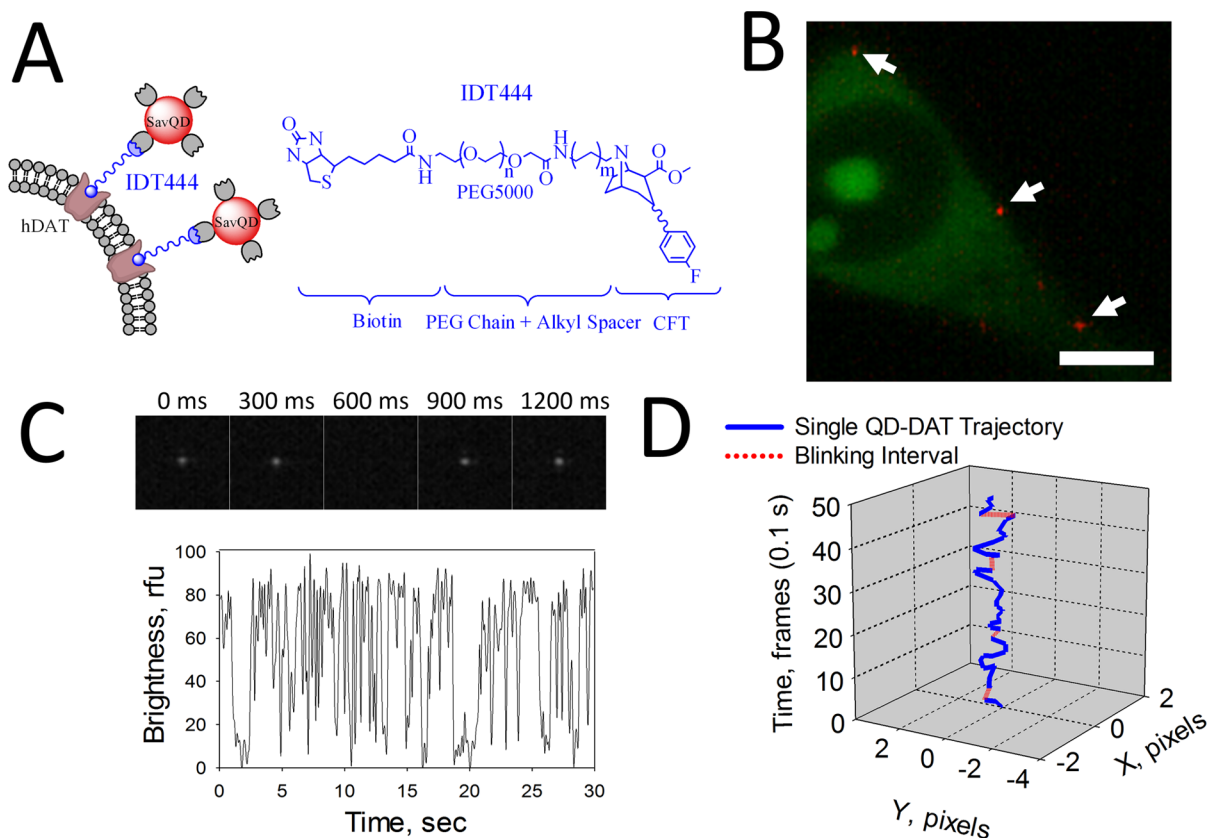 A
SavQD
IDT444
hDAT
SavQD
IDT444
O
N
N
S
O
N
H
O
n
O
O
N
H
m
N
O
O
F
PEG5000
Biotin
PEG Chain + Alkyl Spacer
CFT
B
C
0 ms 300 ms 600 ms 900 ms 1200 ms
100
80
60
40
20
0
Brightness, rfu
0 5 10 15 20 25 30
Time, sec
D
Single QD-DAT Trajectory
Blinking Interval
50
40
30
20
10
0
Time, frames (0.1 s)
2 0 -2 -4
Y, pixels
-2 0 2
X, pixels